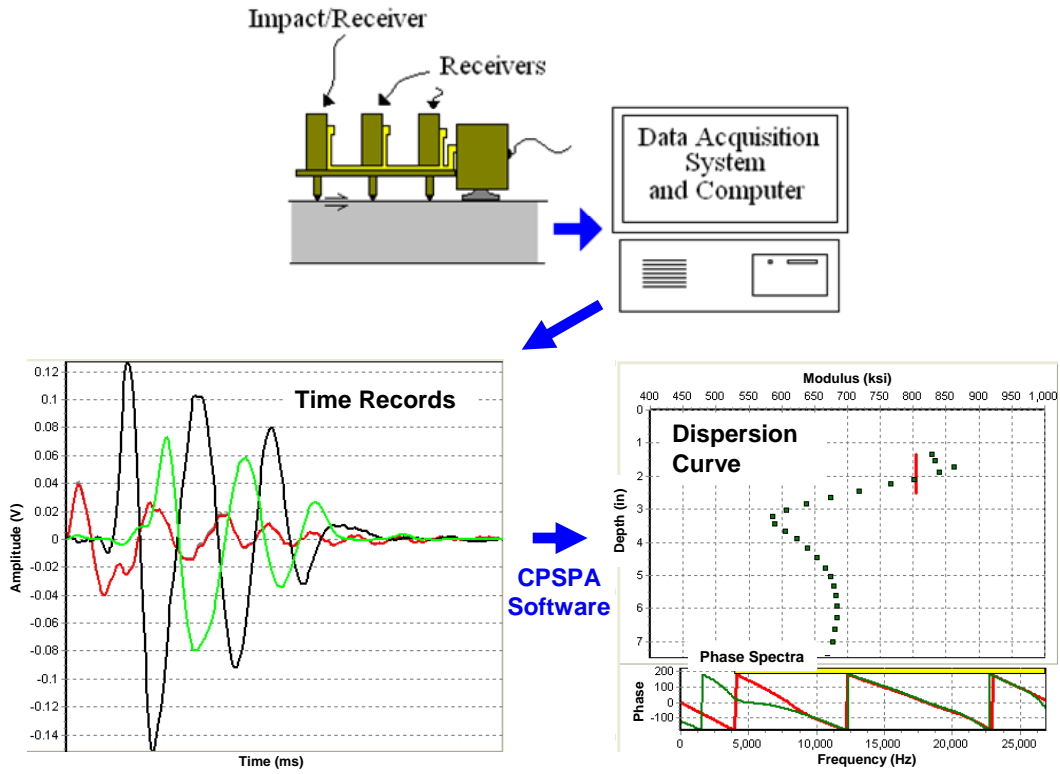 Impact/Receiver
Receivers
Data Acquisition
System
and Computer
Time Records
0.12
0.1
0.08
0.06
0.04
0.02
0
-0.02
-0.04
-0.06
-0.08
-0.1
-0.12
-0.14
Amplitude (V)
Time (ms)
CPSPA
Software
Modulus (ksi)
400 450 500 550 600 650 700 750 800 850 900 950 1,000
Dispersion
Curve
0
1
2
3
4
5
6
7
Depth (in)
Phase Spectra
200
100
0
-100
Phase
0 5,000 10,000 15,000 20,000 25,000
Frequency (Hz)